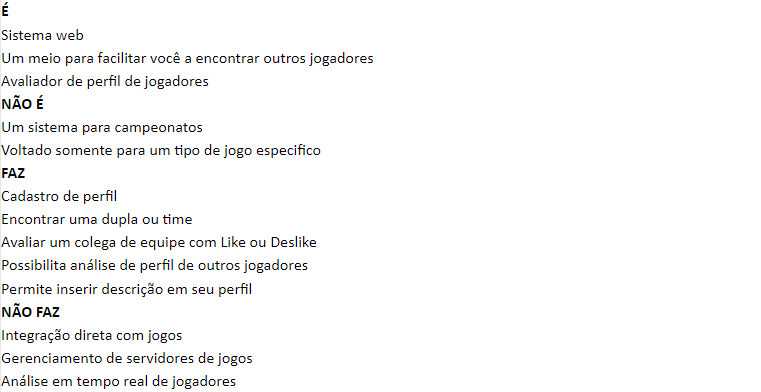 É
Sistema web
Um meio para facilitar você a encontrar outros jogadores
Avaliador de perfil de jogadores
NÃO É
Um sistema para campeonatos
Voltado somente para um tipo de jogo especifico
FAZ
Cadastro de perfil
Encontrar uma dupla ou time
Avaliar um colega de equipe com Like ou Deslike
Possibilita análise de perfil de outros jogadores
Permite inserir descrição em seu perfil
NÃO FAZ
Integração direta com jogos
Gerenciamento de servidores de jogos
Análise em tempo real de jogadores